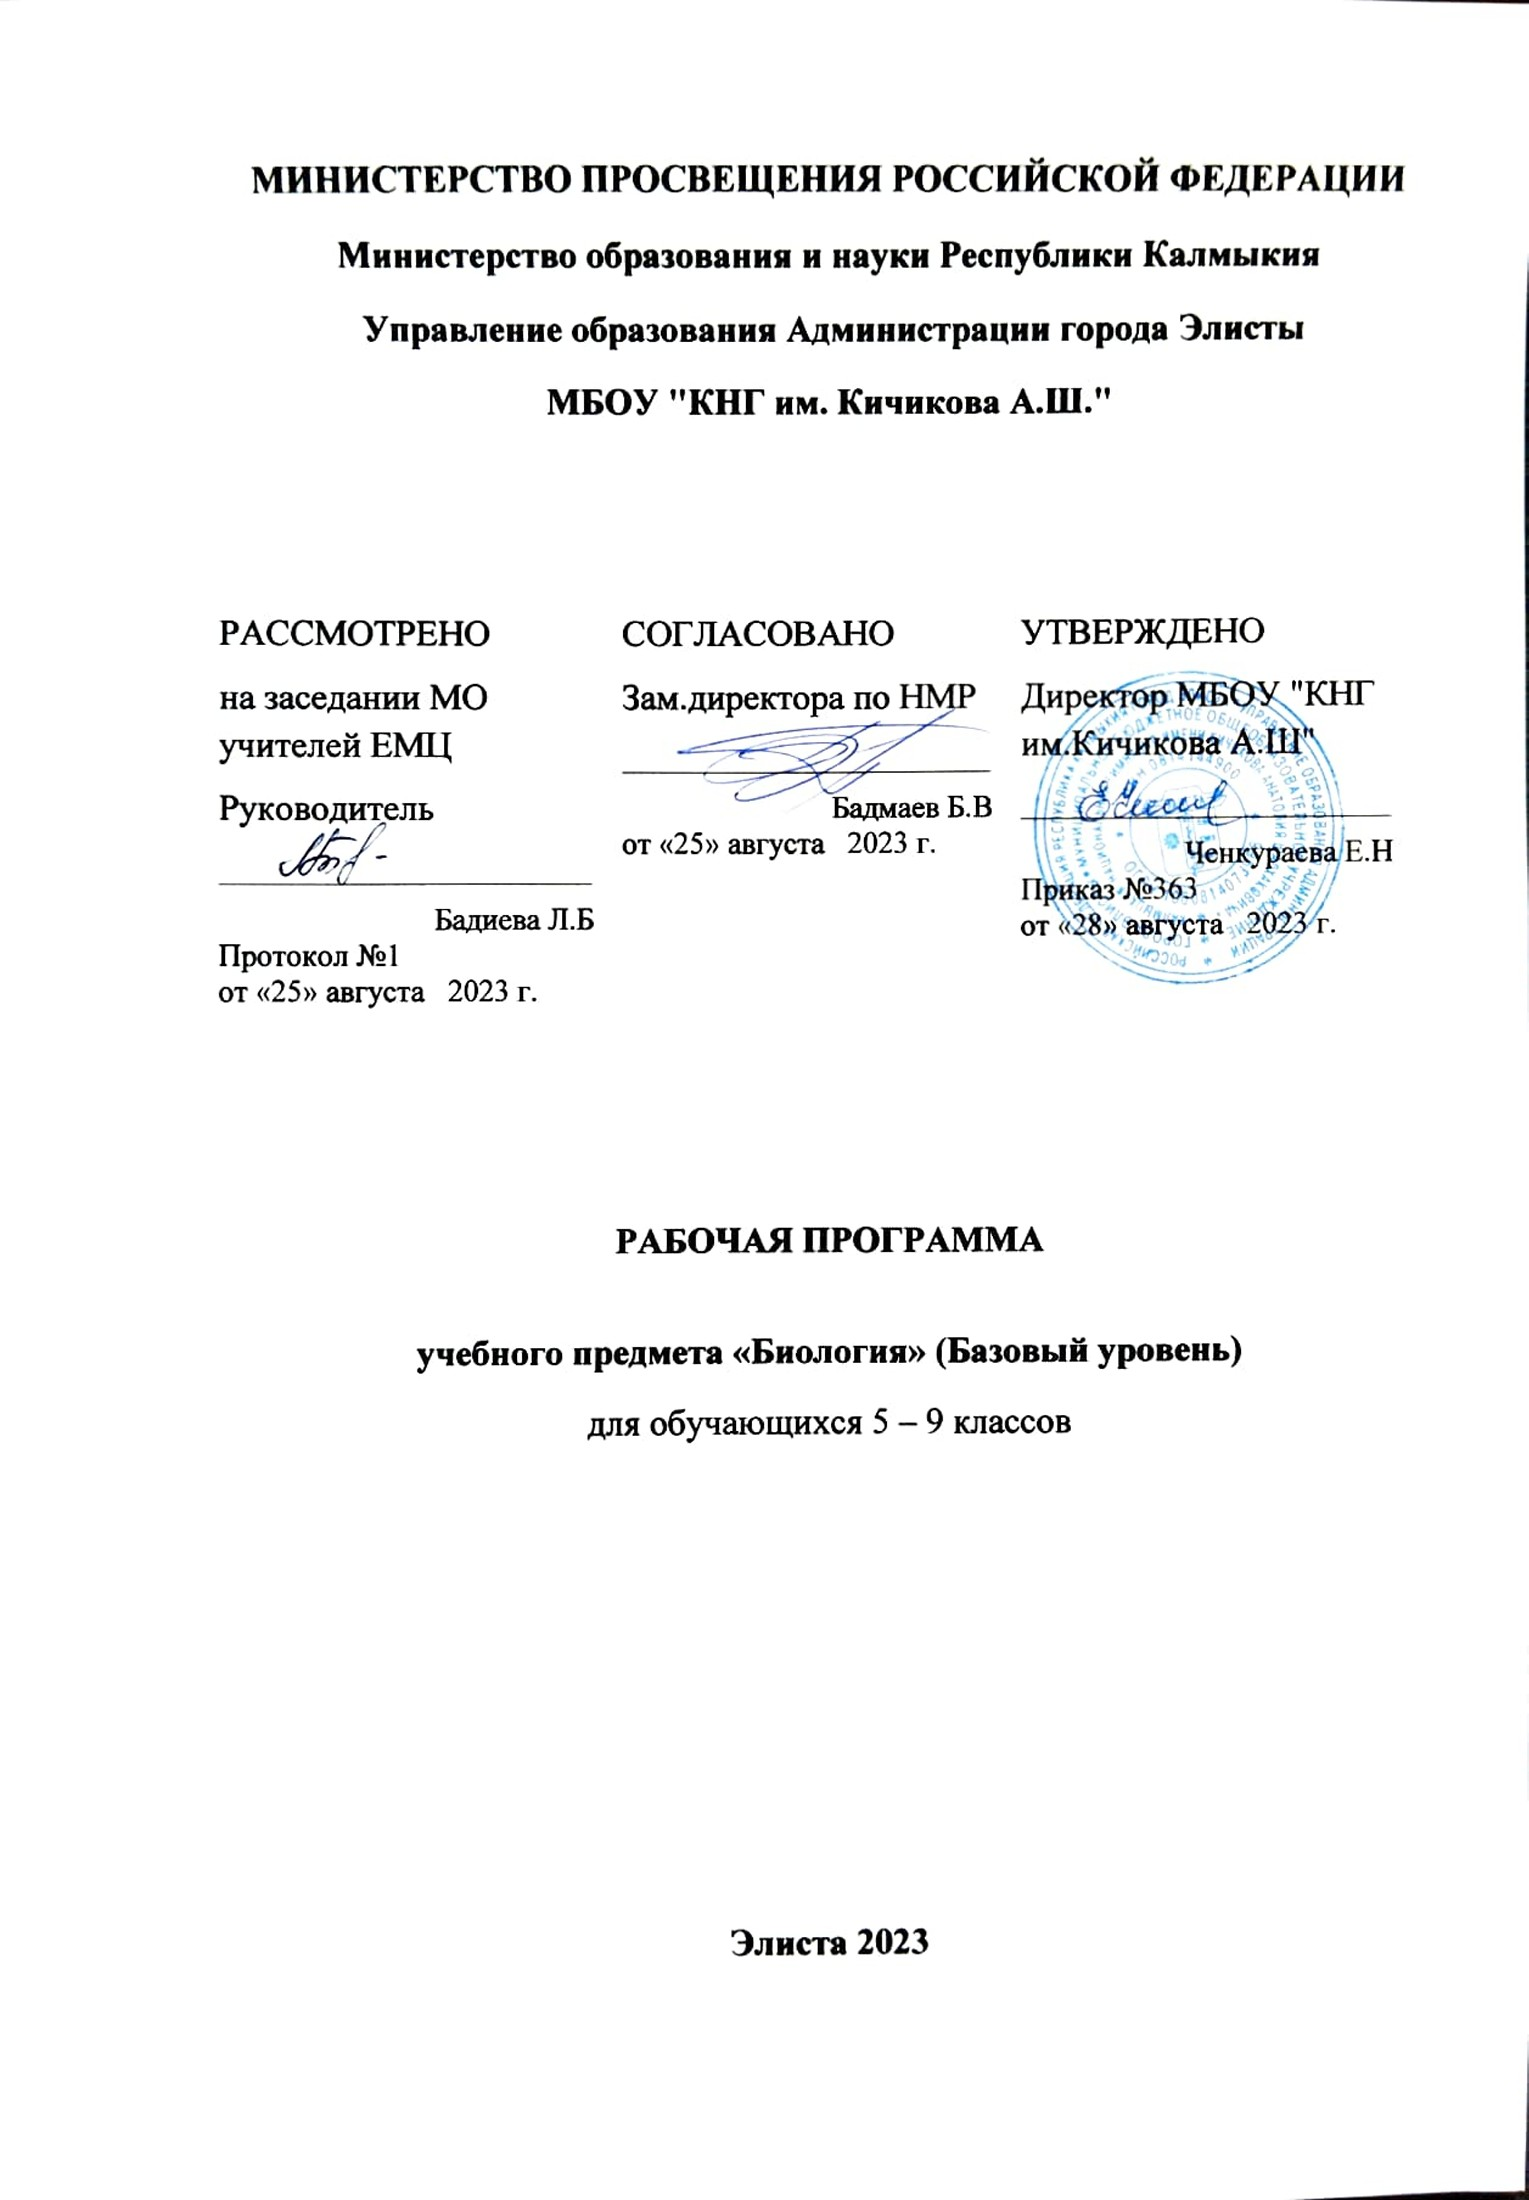 МИНИСТЕРСТВО ПРОСВЕЩЕНИЯ РОССИЙСКОЙ ФЕДЕРАЦИИ
Министерство образования и науки Республики Калмыкия
Управление образования Администрации города Элисты
МБОУ "КНГ им. Кичикова А.Ш."
РАССМОТРЕНО
на заседании МО
учителей ЕМЦ
Руководитель
Бадиева Л.Б
Протокол №1
от «25» августа 2023 г.
СОГЛАСОВАНО
Зам.директора по НМР
Бадмаев Б.В
от «25» августа 2023 г.
УТВЕРЖДЕНО
Директор МБОУ "КНГ
им.Кичикова А.Ш"
Ченкураева Е.Н
Приказ №363
от «28» августа 2023 г.
РАБОЧАЯ ПРОГРАММА
учебного предмета «Биология» (Базовый уровень)
для обучающихся 5 – 9 классов
Элиста 2023